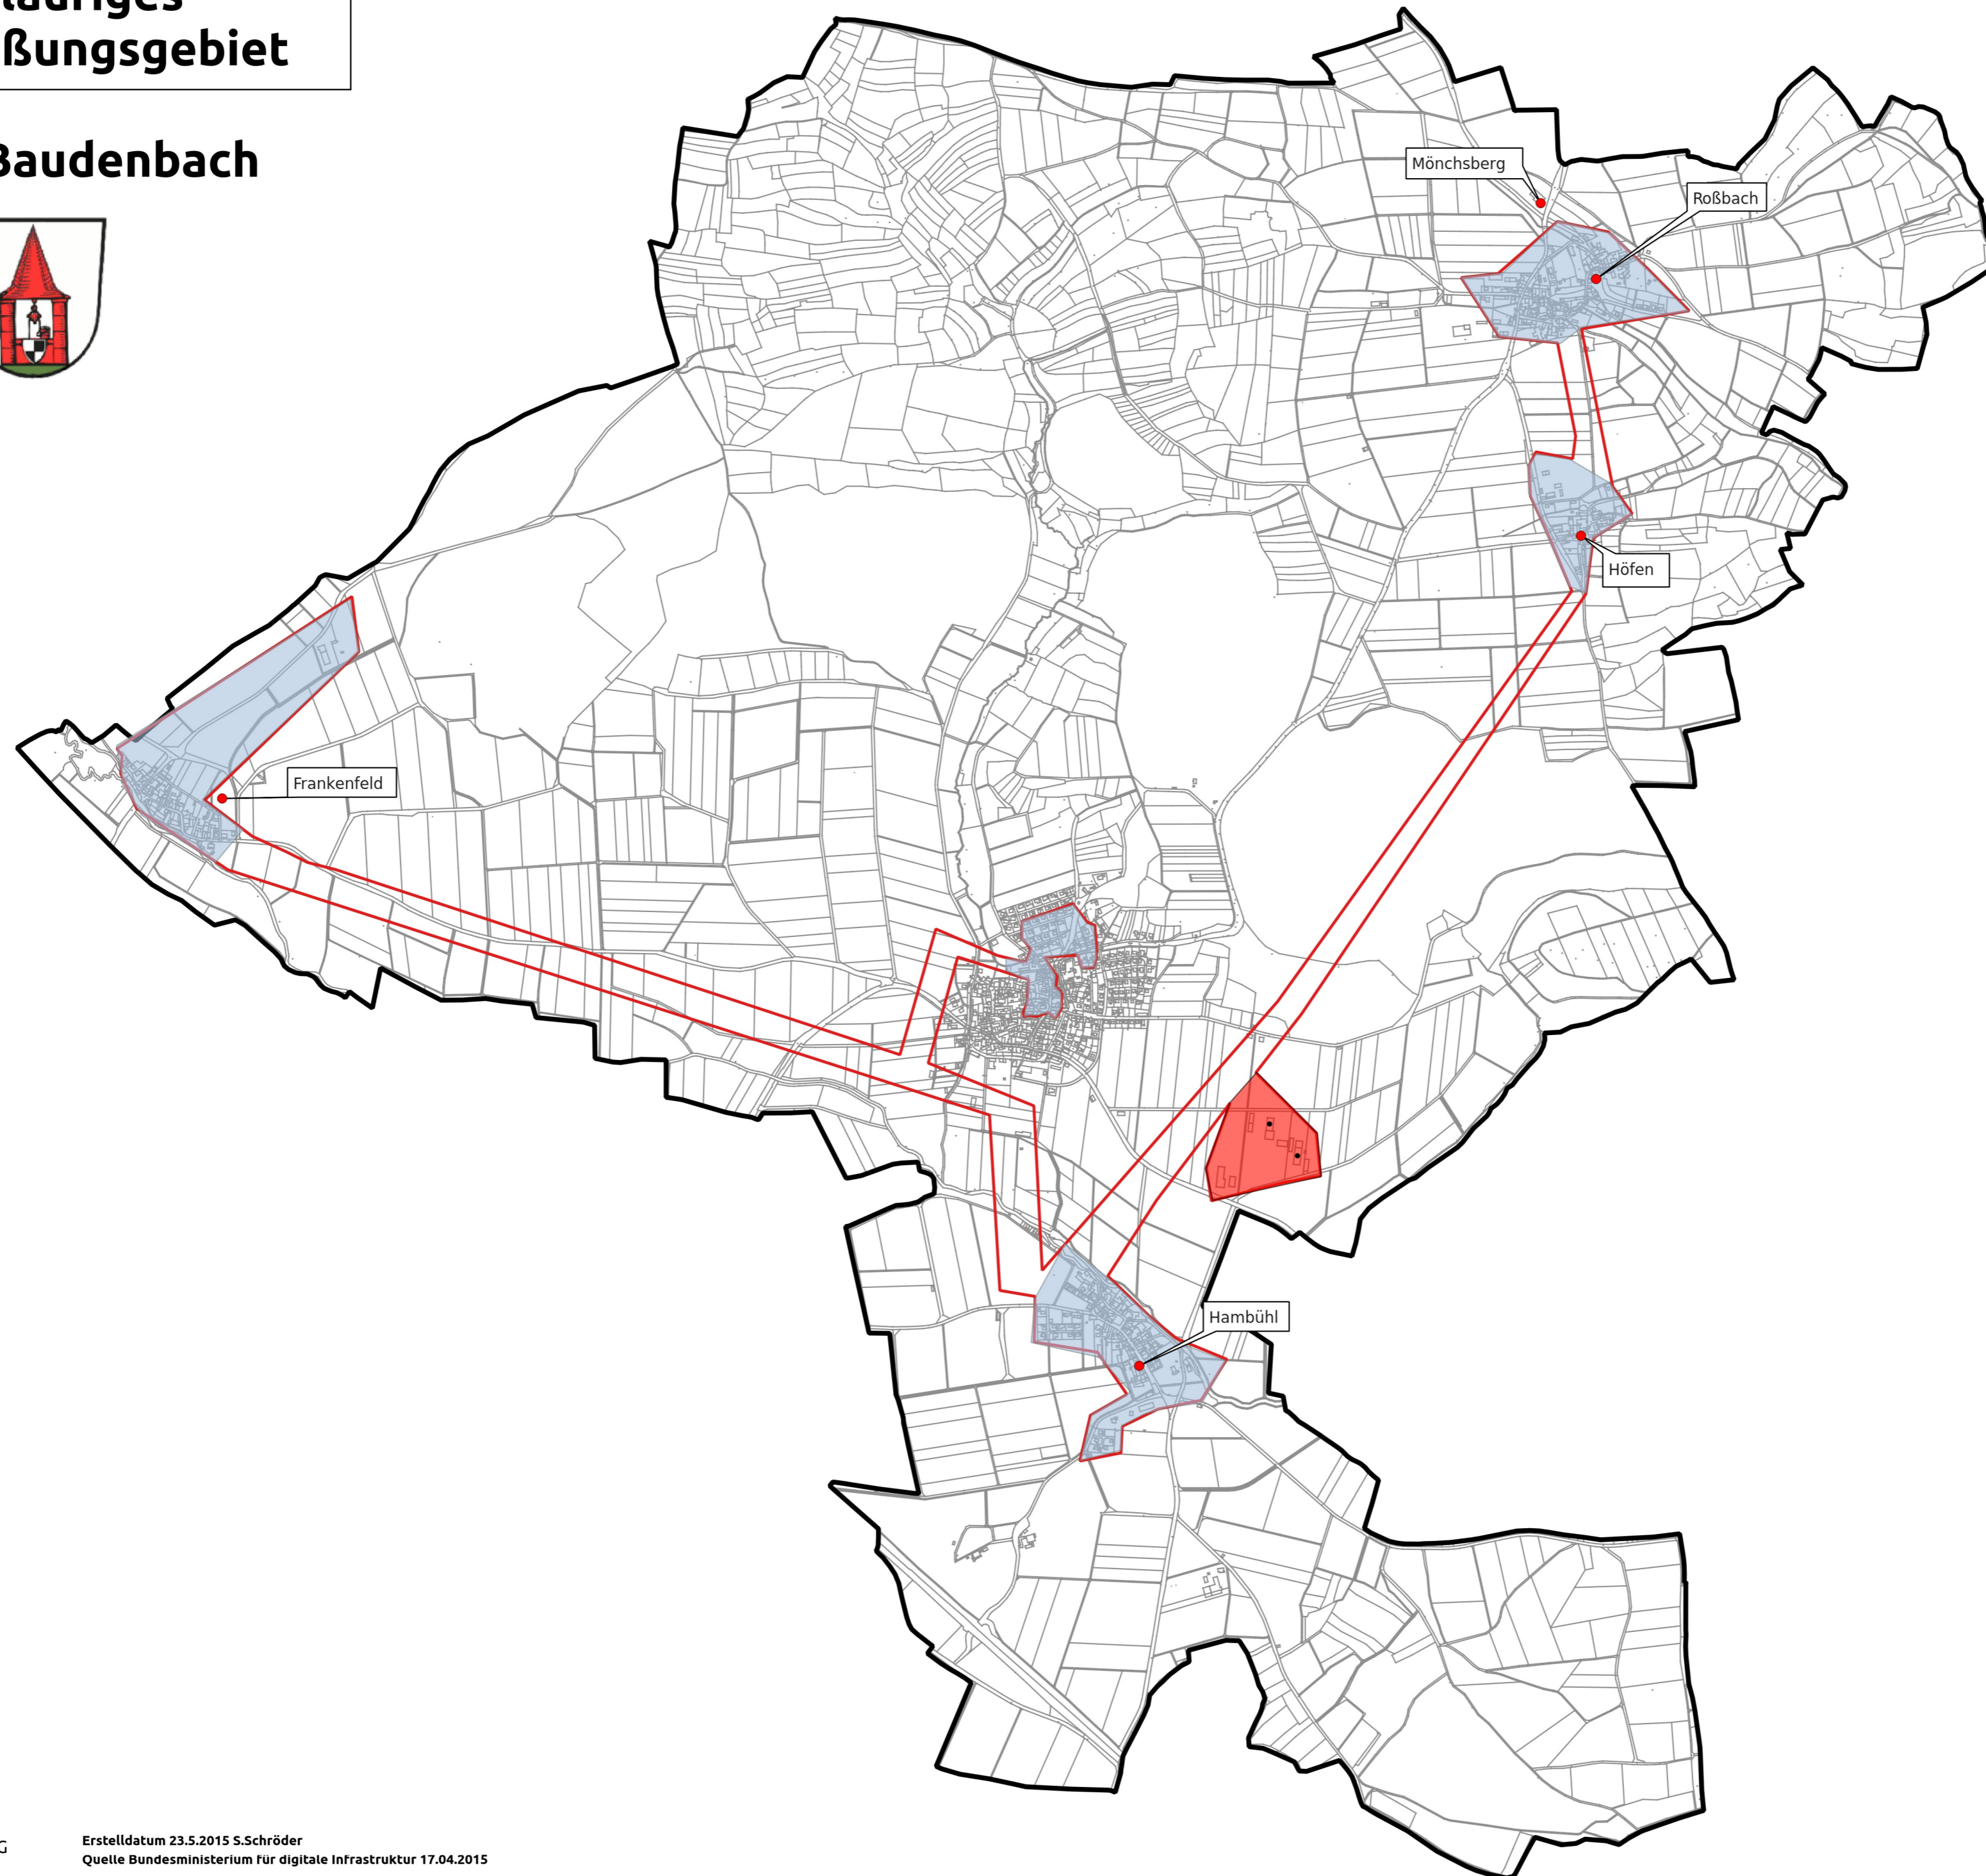 läuriges
ßungsgebiet
Baudenbach
Mönchsberg
Roßbach
Höfen
Frankenfeld
Hambühl
G
Erstelldatum 23.5.2015 S.Schröder
Quelle Bundesministerium für digitale Infrastruktur 17.04.2015